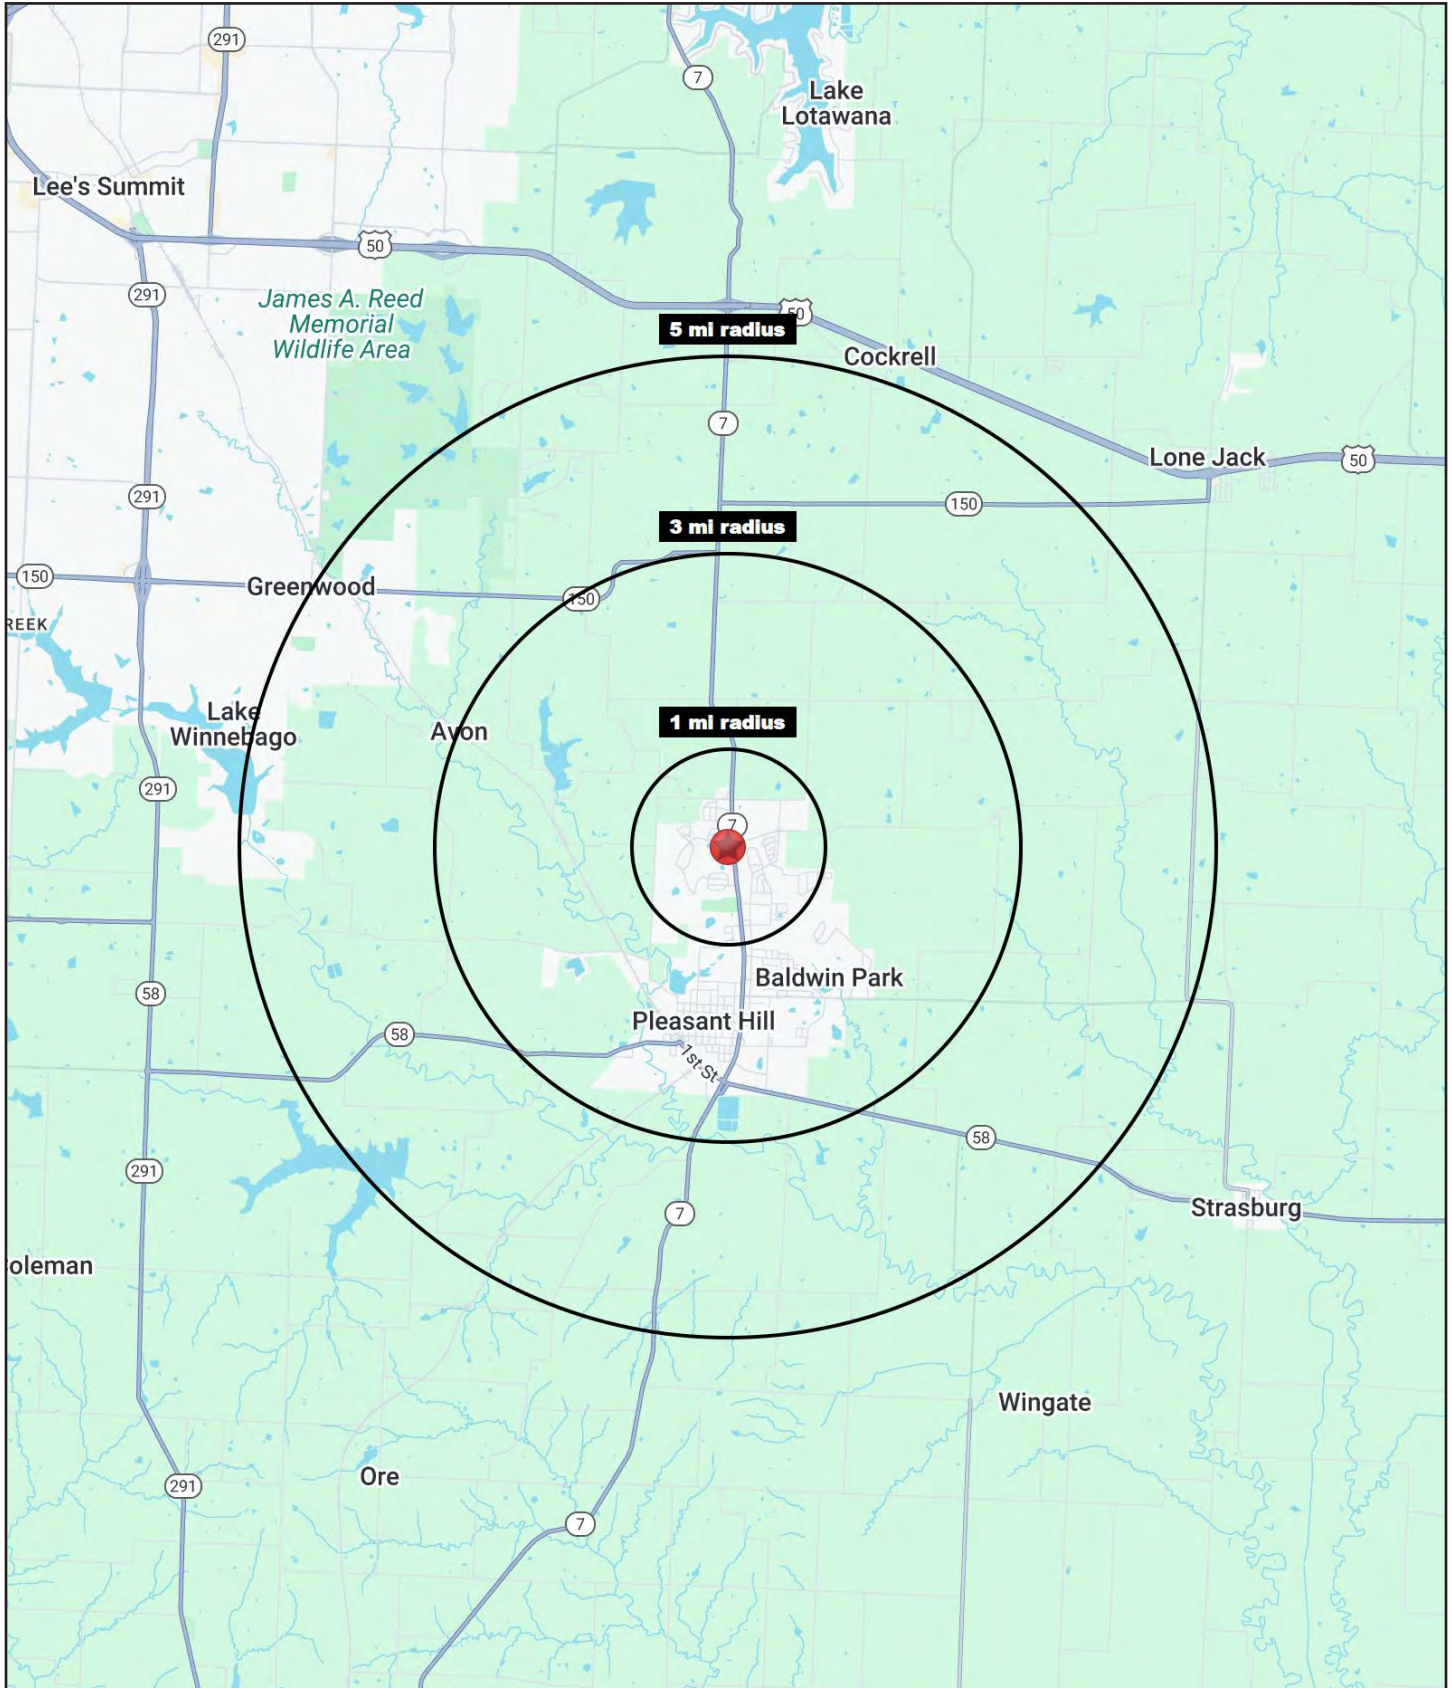 291
7
Lake
Lotawana
Lee's Summit
50
291
James A. Reed
Memorial
Wildlife Area
50
5 mi radius
Cockrell
7
Lone Jack
50
291
150
3 mi radius
150
Greenwood
150
REEK
Lake
Winnebago
1 mi radius
Avon
291
7
Baldwin Park
58
Pleasant Hill
58
1st St
58
291
Strasburg
7
oleman
Wingate
Ore
291
7